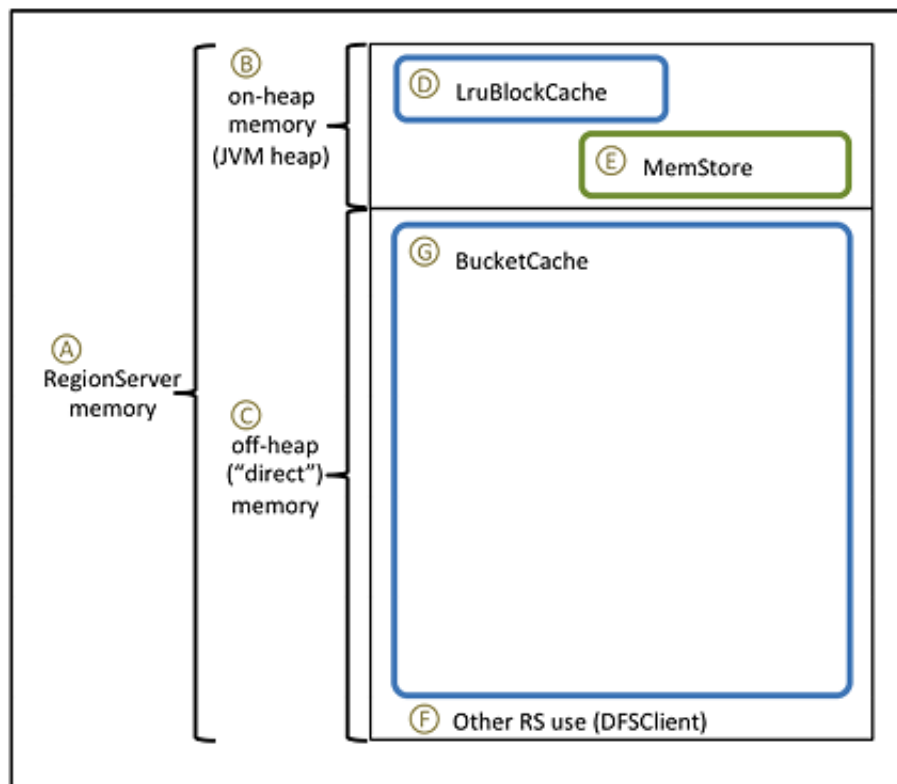 B
on-heap
memory
(JVM heap)
D LruBlockCache
E MemStore
G BucketCache
A
RegionServer
memory
C
off-heap
(“direct”)
memory
F Other RS use (DFSClient)